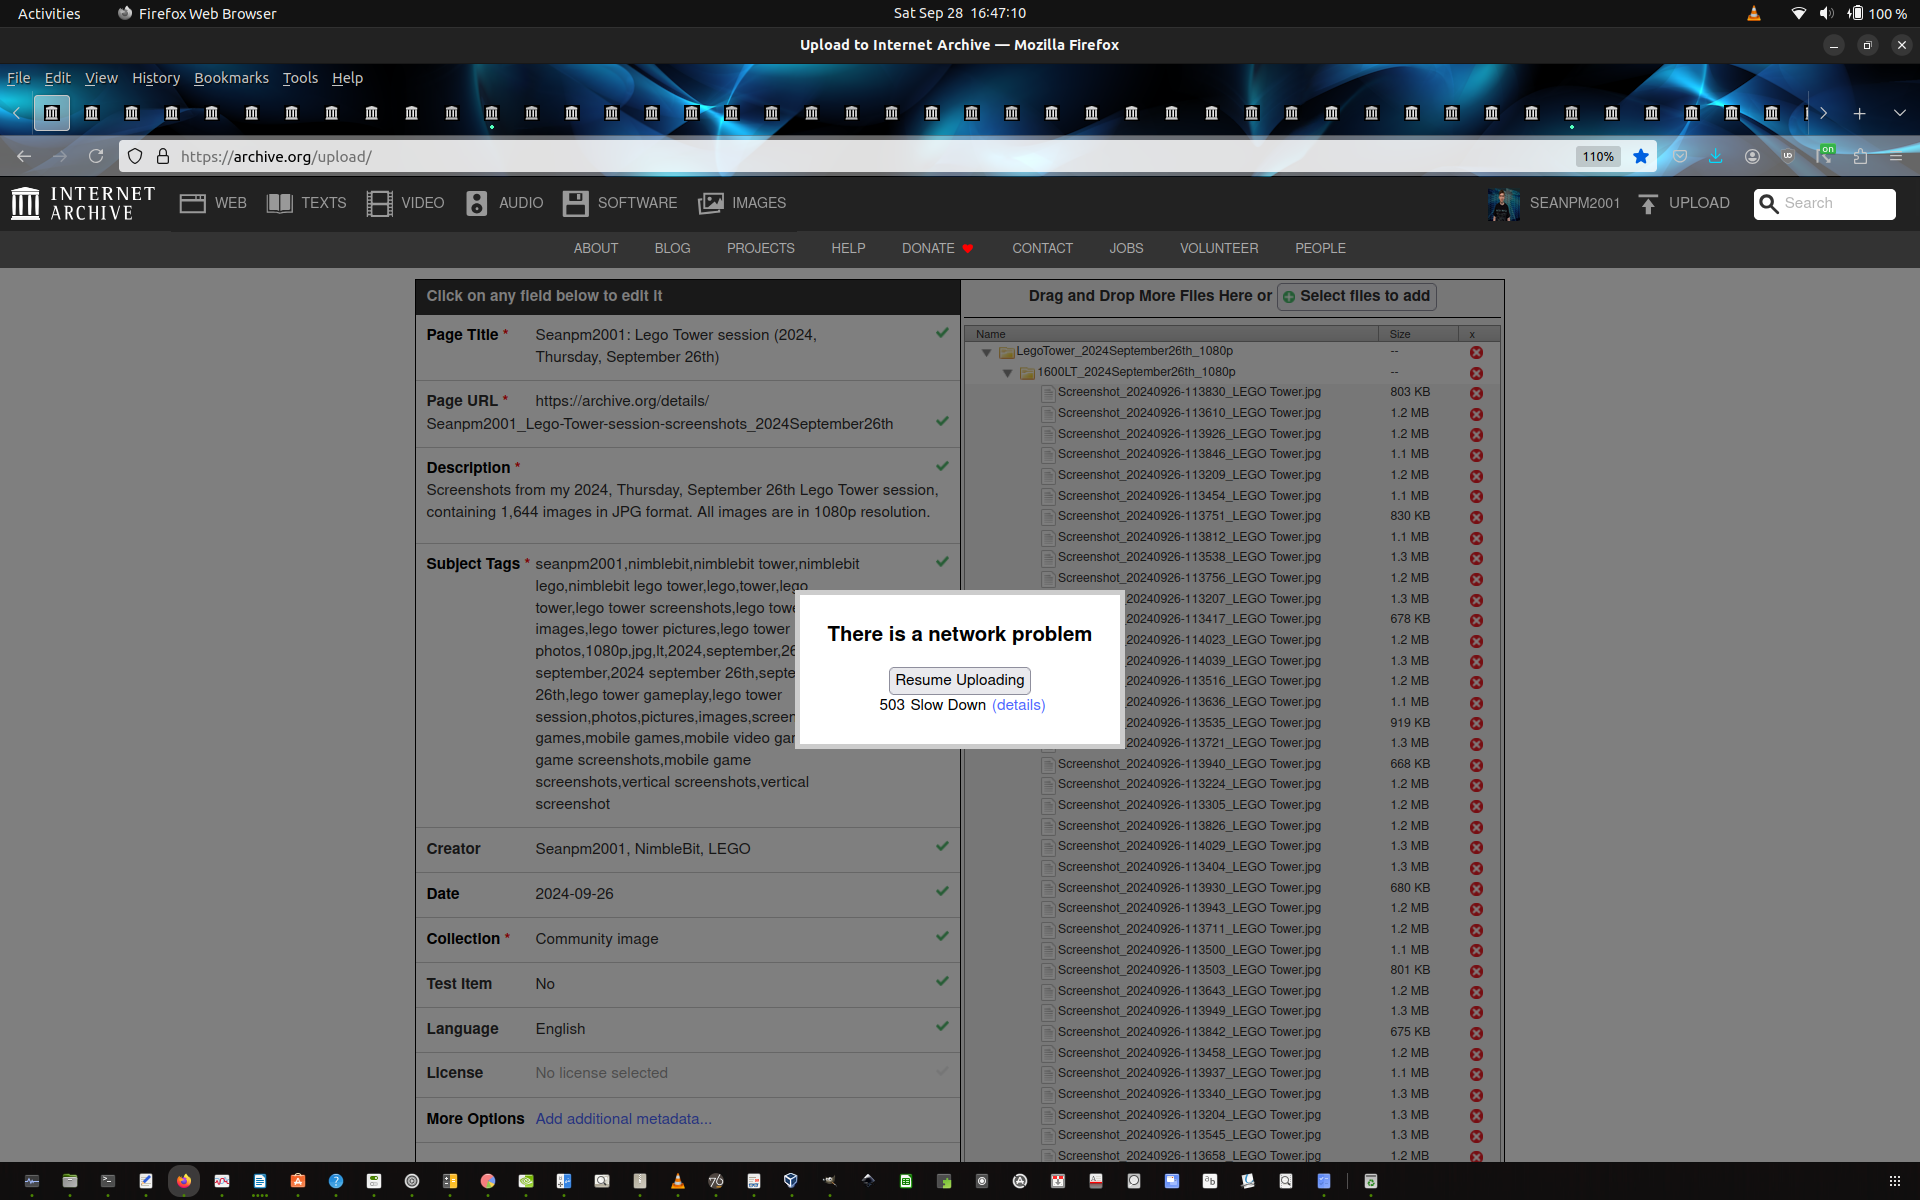 Activities
Firefox Web Browser
Sat Sep 28 16:47:10
100 %
Upload to Internet Archive — Mozilla Firefox
File Edit View History Bookmarks Tools Help
https://archive.org/upload/
110%
on
INTERNET ARCHIVE
WEB TEXTS VIDEO AUDIO SOFTWARE IMAGES
SEANPM2001 UPLOAD Search
ABOUT BLOG PROJECTS HELP DONATE CONTACT JOBS VOLUNTEER PEOPLE
Click on any field below to edit it
Page Title * Seanpm2001: Lego Tower session (2024,
Thursday, September 26th)
Page URL * https://archive.org/details/
Seanpm2001_Lego-Tower-session-screenshots_2024September26th
Description *
Screenshots from my 2024, Thursday, September 26th Lego Tower session,
containing 1,644 images in JPG format. All images are in 1080p resolution.
Subject Tags * seanpm2001,nimblebit,nimblebit tower,nimblebit
lego,nimblebit lego tower,lego,tower,lego
tower,lego tower screenshots,lego towe
images,lego tower pictures,lego tower
photos,1080p,jpg,lt,2024,september,26
september,2024 september 26th,septe
26th,lego tower gameplay,lego tower
session,photos,pictures,images,screen
games,mobile games,mobile video gar
game screenshots,mobile game
screenshots,vertical screenshots,vertical
screenshot
Creator Seanpm2001, NimbleBit, LEGO
Date 2024-09-26
Collection * Community image
Test Item No
Language English
License No license selected
More Options Add additional metadata...
There is a network problem
Resume Uploading
503 Slow Down (details)
Drag and Drop More Files Here or Select files to add
Name Size x
LegoTower_2024September26th_1080p --
1600LT_2024September26th_1080p --
Screenshot_20240926-113830_LEGO Tower.jpg 803 KB
Screenshot_20240926-113610_LEGO Tower.jpg 1.2 MB
Screenshot_20240926-113926_LEGO Tower.jpg 1.2 MB
Screenshot_20240926-113846_LEGO Tower.jpg 1.1 MB
Screenshot_20240926-113209_LEGO Tower.jpg 1.2 MB
Screenshot_20240926-113454_LEGO Tower.jpg 1.1 MB
Screenshot_20240926-113751_LEGO Tower.jpg 830 KB
Screenshot_20240926-113812_LEGO Tower.jpg 1.1 MB
Screenshot_20240926-113538_LEGO Tower.jpg 1.3 MB
Screenshot_20240926-113756_LEGO Tower.jpg 1.2 MB
_20240926-113207_LEGO Tower.jpg 1.3 MB
_20240926-113417_LEGO Tower.jpg 678 KB
_20240926-114023_LEGO Tower.jpg 1.2 MB
_20240926-114039_LEGO Tower.jpg 1.3 MB
_20240926-113516_LEGO Tower.jpg 1.2 MB
_20240926-113636_LEGO Tower.jpg 1.1 MB
_20240926-113535_LEGO Tower.jpg 919 KB
_20240926-113721_LEGO Tower.jpg 1.3 MB
Screenshot_20240926-113940_LEGO Tower.jpg 668 KB
Screenshot_20240926-113224_LEGO Tower.jpg 1.2 MB
Screenshot_20240926-113305_LEGO Tower.jpg 1.2 MB
Screenshot_20240926-113826_LEGO Tower.jpg 1.2 MB
Screenshot_20240926-114029_LEGO Tower.jpg 1.3 MB
Screenshot_20240926-113404_LEGO Tower.jpg 1.3 MB
Screenshot_20240926-113930_LEGO Tower.jpg 680 KB
Screenshot_20240926-113943_LEGO Tower.jpg 1.2 MB
Screenshot_20240926-113711_LEGO Tower.jpg 1.2 MB
Screenshot_20240926-113500_LEGO Tower.jpg 1.1 MB
Screenshot_20240926-113503_LEGO Tower.jpg 801 KB
Screenshot_20240926-113643_LEGO Tower.jpg 1.2 MB
Screenshot_20240926-113949_LEGO Tower.jpg 1.3 MB
Screenshot_20240926-113842_LEGO Tower.jpg 675 KB
Screenshot_20240926-113458_LEGO Tower.jpg 1.2 MB
Screenshot_20240926-113937_LEGO Tower.jpg 1.1 MB
Screenshot_20240926-113340_LEGO Tower.jpg 1.3 MB
Screenshot_20240926-113204_LEGO Tower.jpg 1.3 MB
Screenshot_20240926-113545_LEGO Tower.jpg 1.3 MB
Screenshot_20240926-113658_LEGO Tower.jpg 1.2 MB